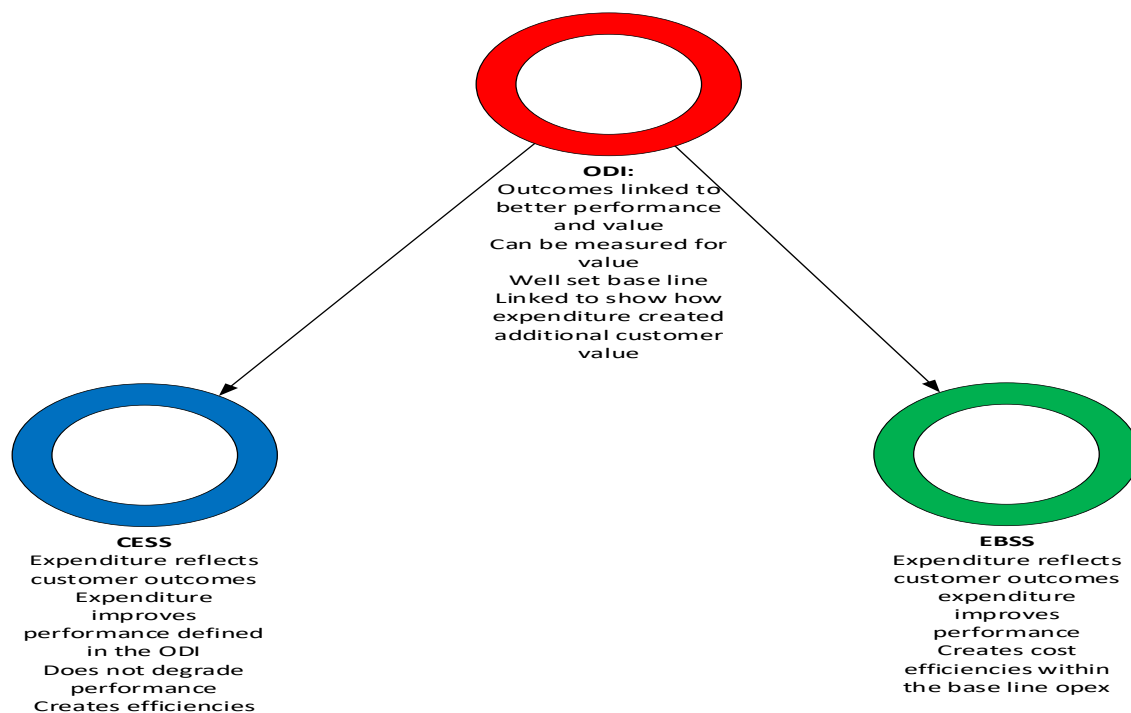 ODI:
Outcomes linked to
better performance
and value
Can be measured for
value
Well set base line
Linked to show how
expenditure created
additional customer
value
CESS
Expenditure reflects
customer outcomes
Expenditure
improves
performance defined
in the ODI
Does not degrade
performance
Creates efficiencies
EBSS
Expenditure reflects
customer outcomes
expenditure
improves
performance
Creates cost
efficiencies within
the base line opex